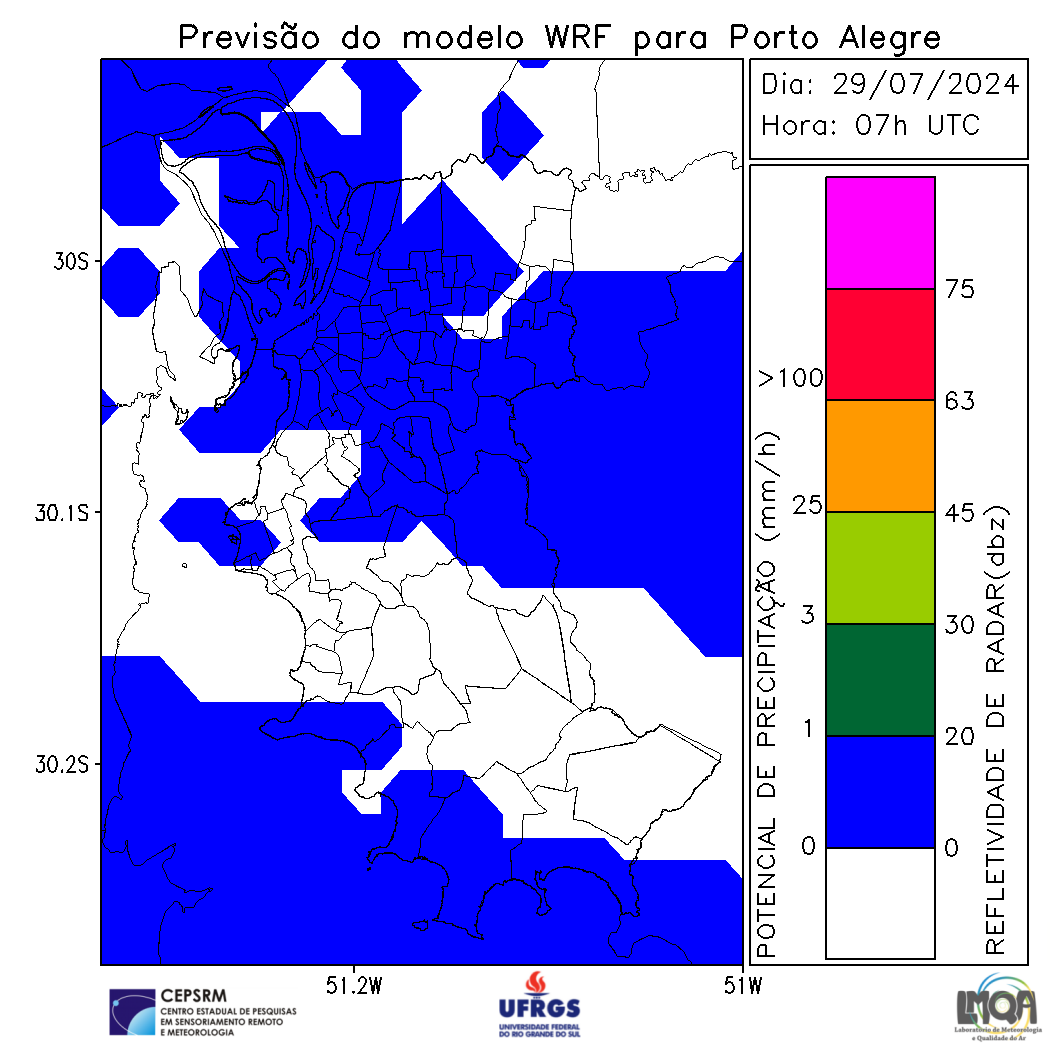 Previsão do modelo WRF para Porto Alegre
Dia: 29/07/2024
Hora: 07h UTC
30S
30.1S
30.2S
51.2W
51W
POTENCIAL DE PRECIPITAÇÃO (mm/h)
>100
25
3
1
0
75
63
45
30
20
0
REFLETIVIDADE DE RADAR(dbz)
CEPSRM
CENTRO ESTADUAL DE PESQUISAS
EM SENSORIAMENTO REMOTO
E METEOROLOGIA
UFRGS
UNIVERSIDADE FEDERAL
DO RIO GRANDE DO SUL
LMQA
Laboratório de Meteorologia
e Qualidade do Ar